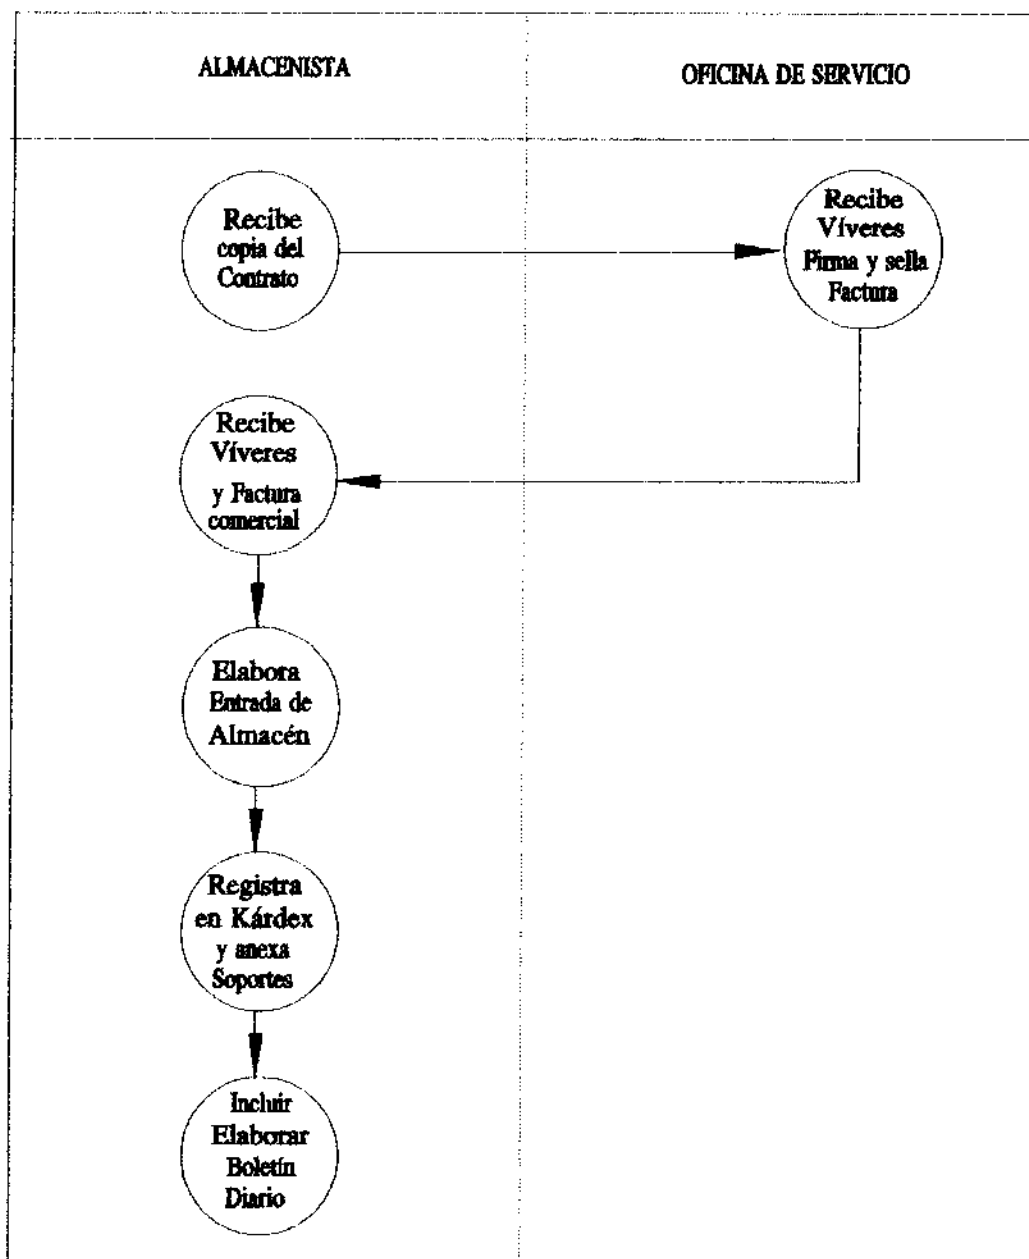 ALMACENISTA
OFICINA DE SERVICIO
Recibe
copia del
Contrato
Recibe
Víveres
Firma y sella
Factura
Recibe
Víveres
y Factura
comercial
Elabora
Entrada de
Almacén
Registra
en Kárdex
y anexa
Soportes
Incluir
Elaborar
Boletín
Diario